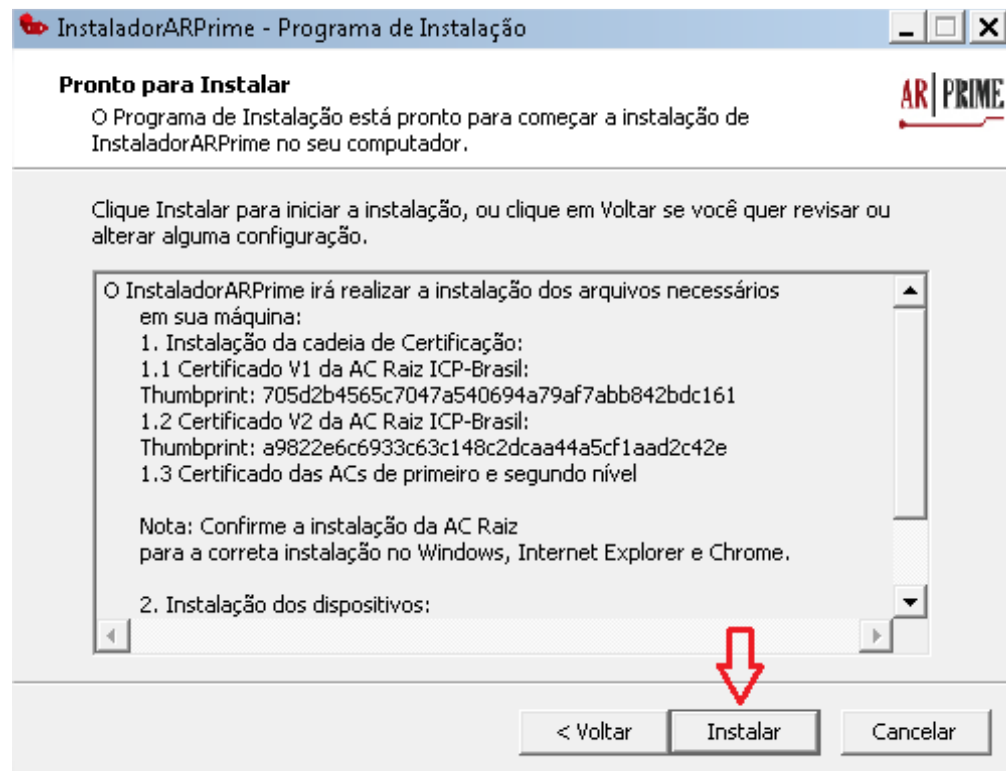 InstaladorARPrime - Programa de Instalação
Pronto para Instalar
O Programa de Instalação está pronto para começar a instalação de
InstaladorARPrime no seu computador.
AR PRIME
Clique Instalar para iniciar a instalação, ou clique em Voltar se você quer revisar ou
alterar alguma configuração.
O InstaladorARPrime irá realizar a instalação dos arquivos necessários
em sua máquina:
1. Instalação da cadeia de Certificação:
1.1 Certificado V1 da AC Raiz ICP-Brasil:
Thumbprint: 705d2b4565c7047a540694a79af7abb842bdc161
1.2 Certificado V2 da AC Raiz ICP-Brasil:
Thumbprint: a9822e6c6933c63c148c2dcaa44a5cf1aad2c42e
1.3 Certificado das ACs de primeiro e segundo nível
Nota: Confirme a instalação da AC Raiz
para a correta instalação no Windows, Internet Explorer e Chrome.
2. Instalação dos dispositivos:
< Voltar
Instalar
Cancelar